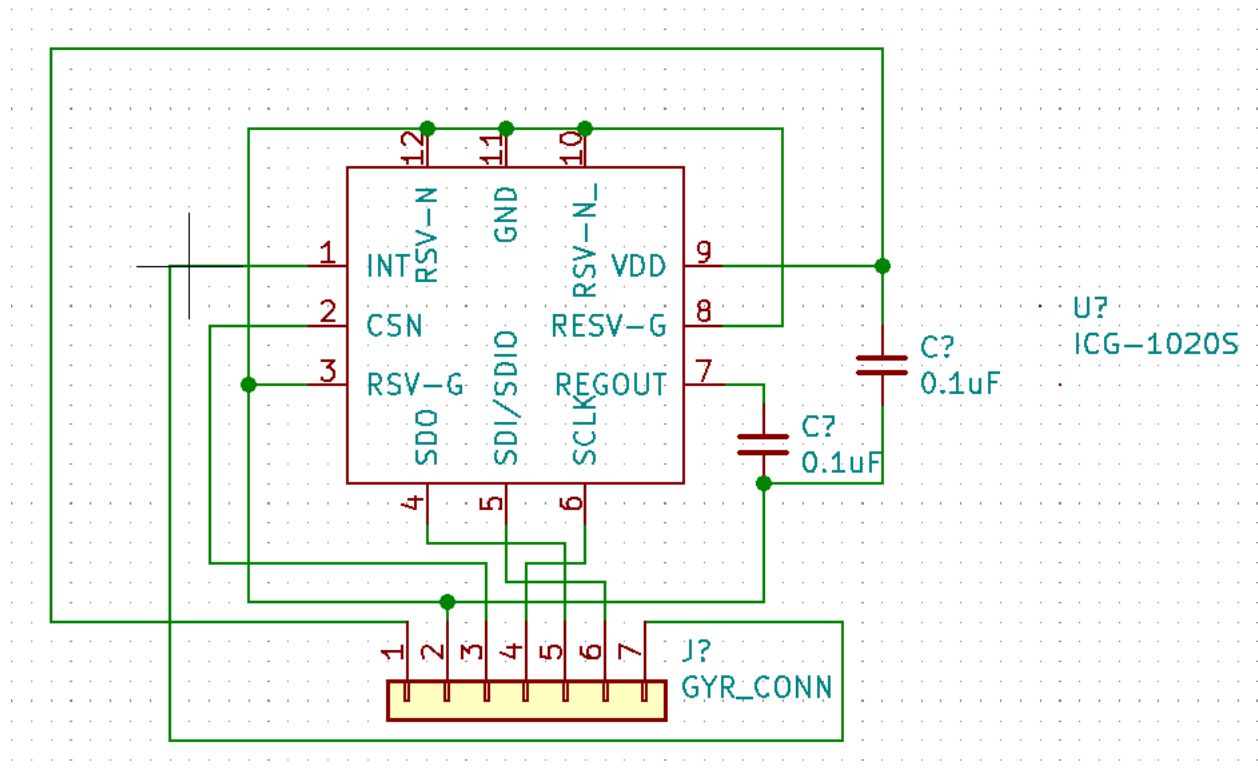 12
11
10
RSV-N
GND
RSV-N_
1
INT
VDD
9
2
CSN
RESV-G
8
3
RSV-G
REGOUT
7
SDO
SDI/SDIO
SCLK
4
5
6
C?
0.1uF
C?
0.1uF
U?
ICG-1020S
1
2
3
4
5
6
7
J?
GYR_CONN